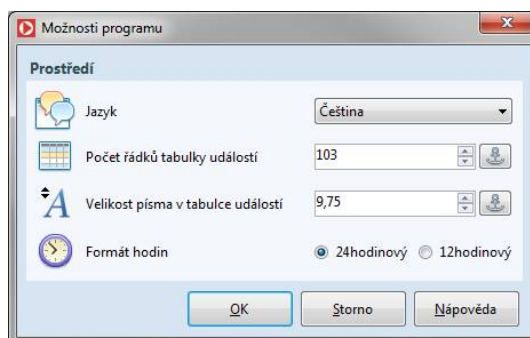 Možnosti programu
Prostředí
Jazyk Čeština
Počet řádků tabulky událostí 103
Velikost písma v tabulce událostí 9,75
Formát hodin 24hodinový 12hodinový
OK Storno Nápověda